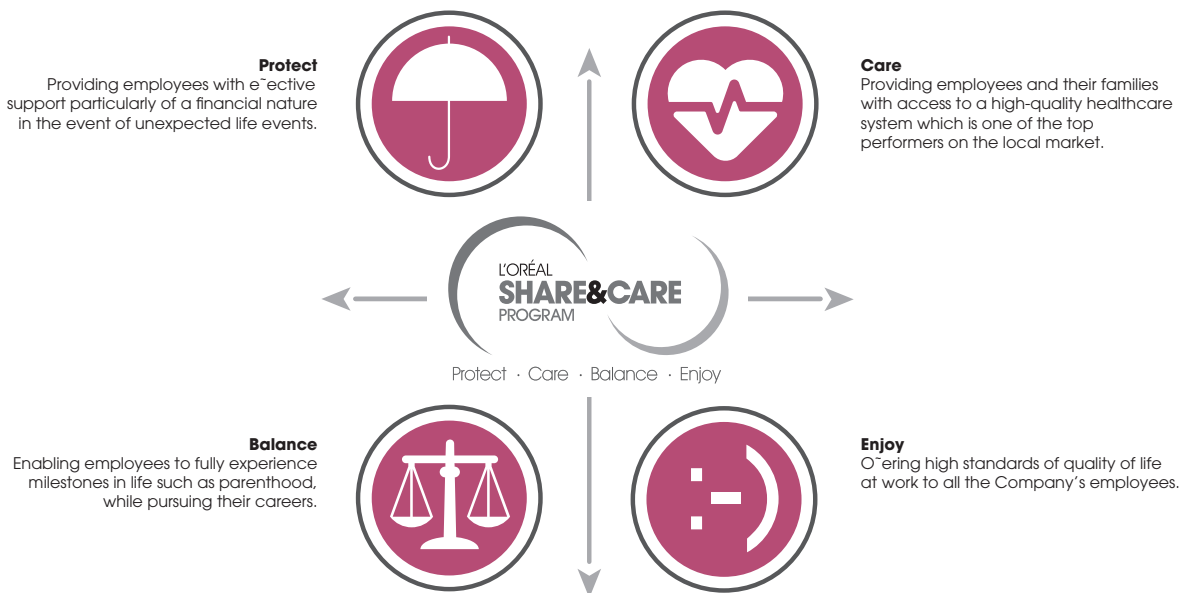 Protect
Providing employees with e˜ective
support particularly of a financial nature
in the event of unexpected life events.
Care
Providing employees and their families
with access to a high-quality healthcare
system which is one of the top
performers on the local market.
L'ORÉAL
SHARE&CARE
PROGRAM
Protect · Care · Balance · Enjoy
Balance
Enabling employees to fully experience
milestones in life such as parenthood,
while pursuing their careers.
Enjoy
O˜ering high standards of quality of life
at work to all the Company's employees.